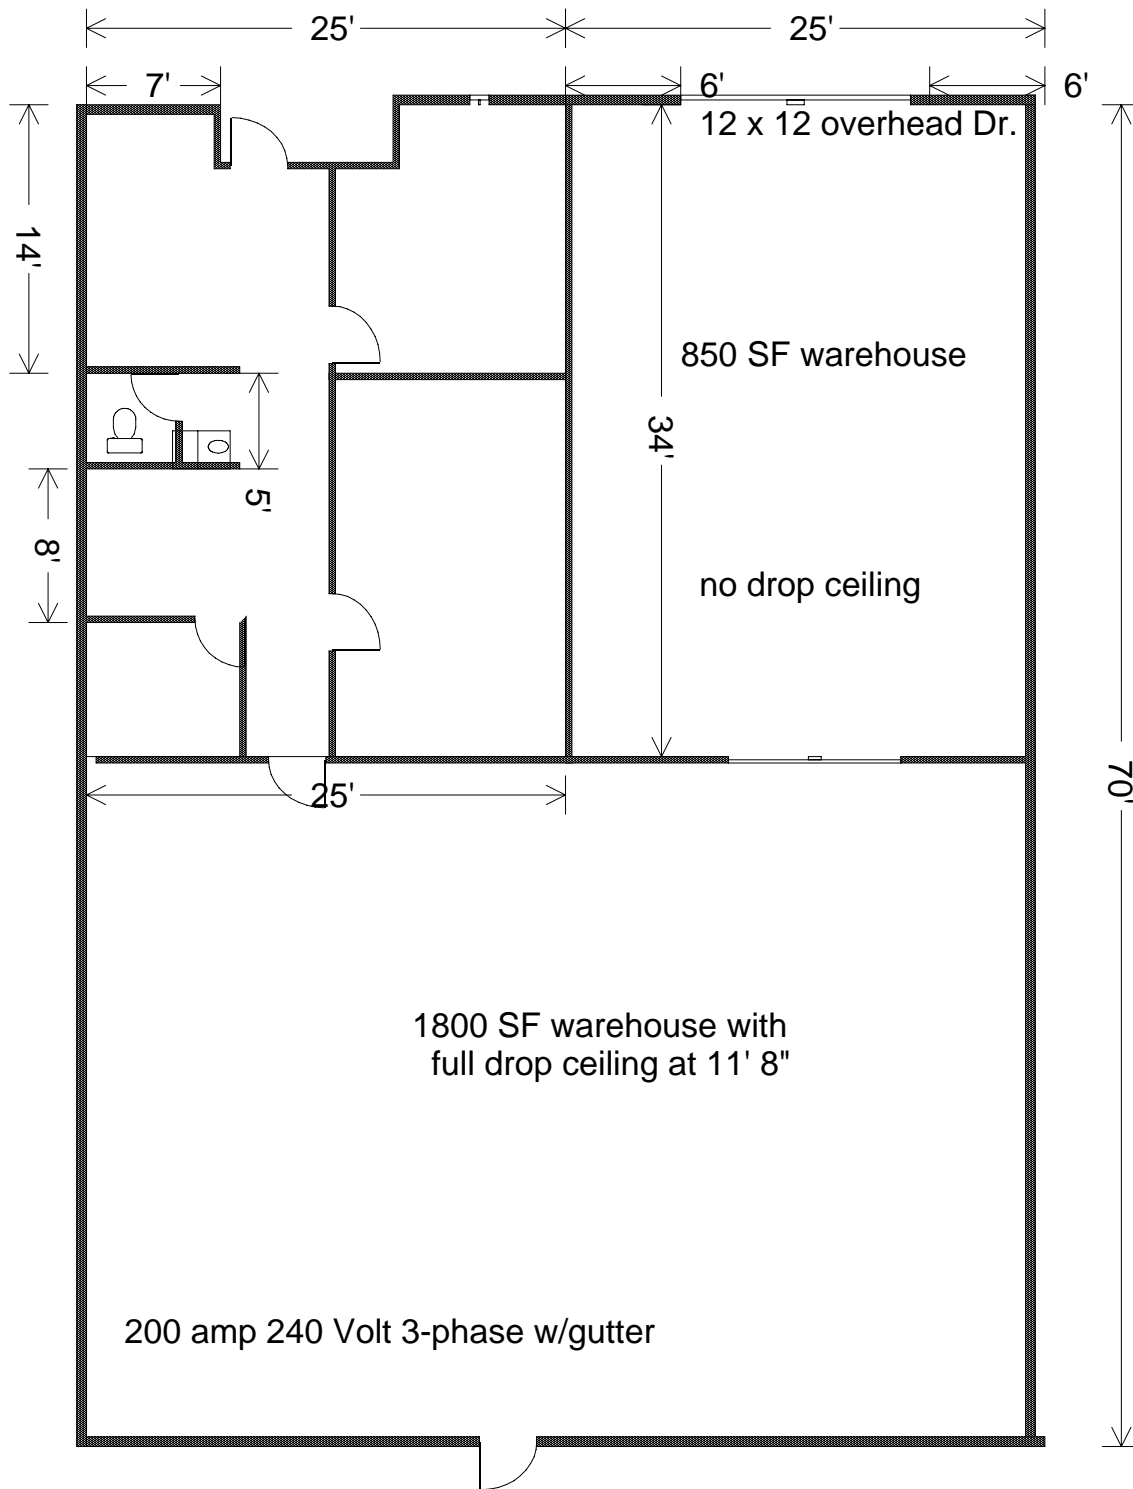 25'
25'
7'
6'
6'
12 x 12 overhead Dr.
14'
850 SF warehouse
34'
5'
8'
no drop ceiling
70'
25'
1800 SF warehouse with
full drop ceiling at 11' 8"
200 amp 240 Volt 3-phase w/gutter